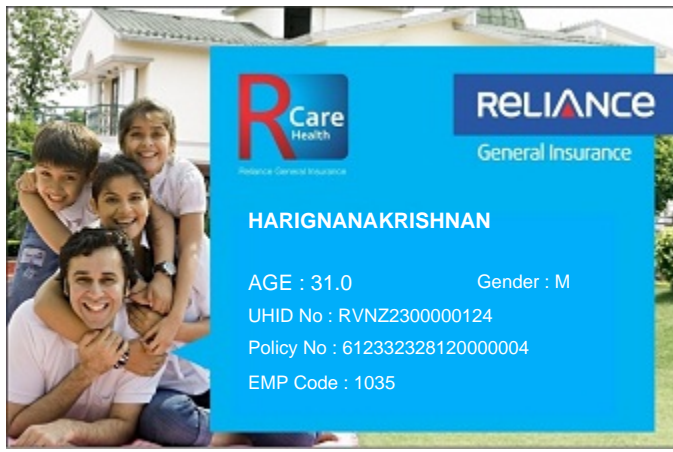 R Care
Health
Reliance General Insurance
RELIANCE
General Insurance
HARIGNANAKRISHNAN
AGE : 31.0 Gender : M
UHID No : RVNZ2300000124
Policy No : 612332328120000004
EMP Code : 1035